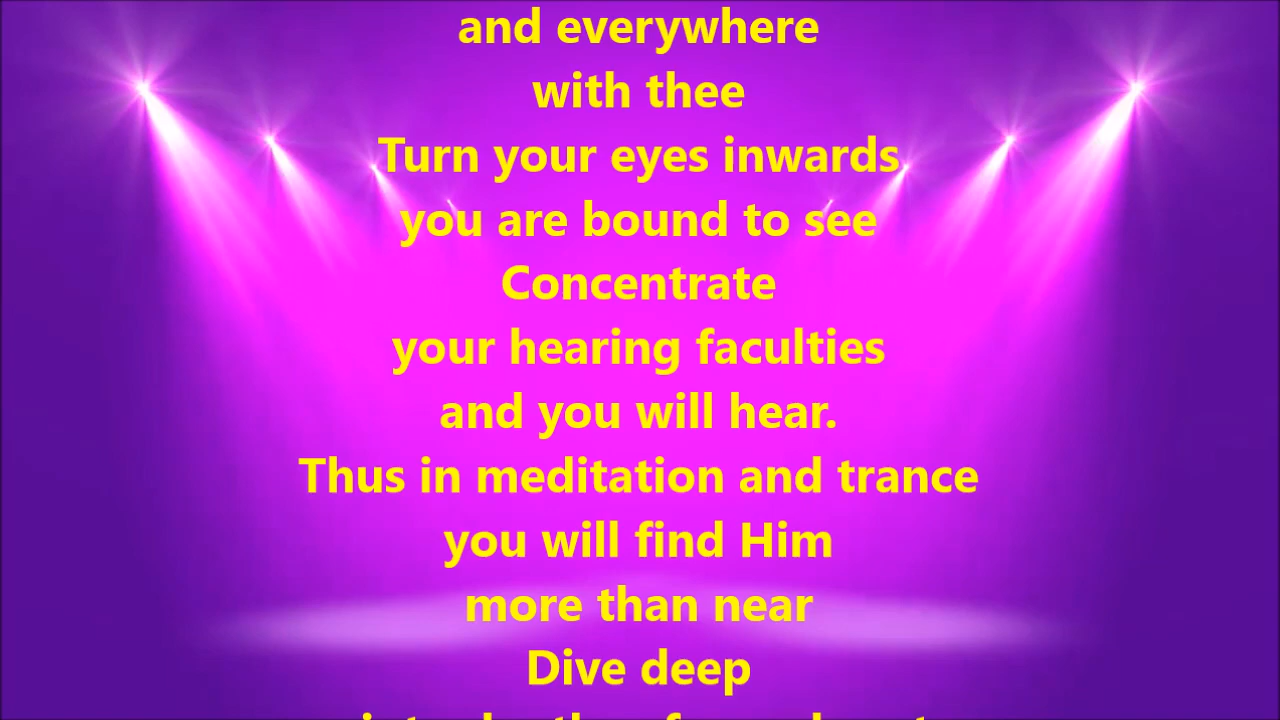 and everywhere
with thee
Turn your eyes inwards
you are bound to see
Concentrate
your hearing faculties
and you will hear.
Thus in meditation and trance
you will find Him
more than near
Dive deep